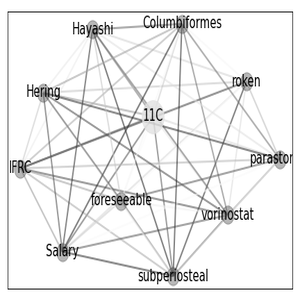 Columbiformes
Hayashi
roken
Hering
11C
parastor
IFRC
foreseeable
vorinostat
Salary
subperiosteal